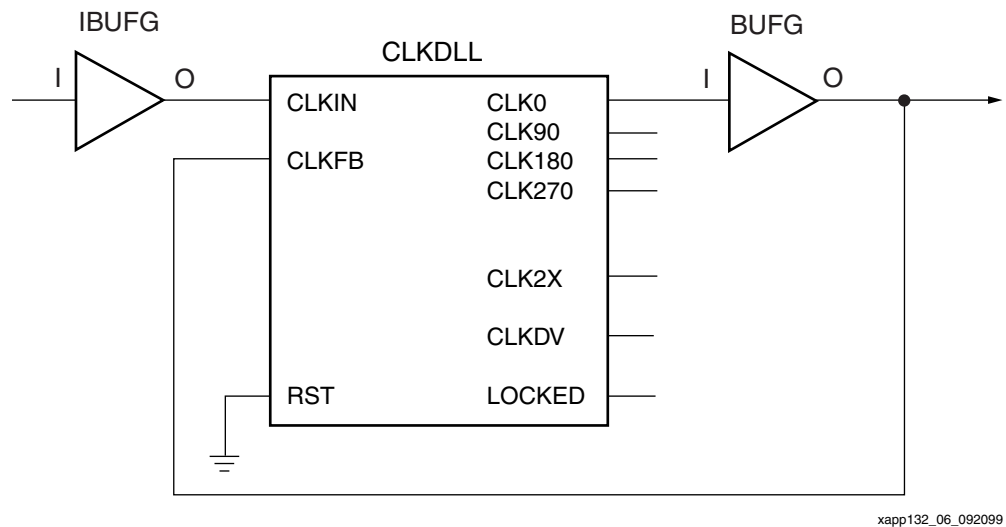 IBUFG
I
O
CLKDLL
CLKIN
CLKFB
RST
CLK0
CLK90
CLK180
CLK270
CLK2X
CLKDV
LOCKED
BUFG
I
O
xapp132_06_092099